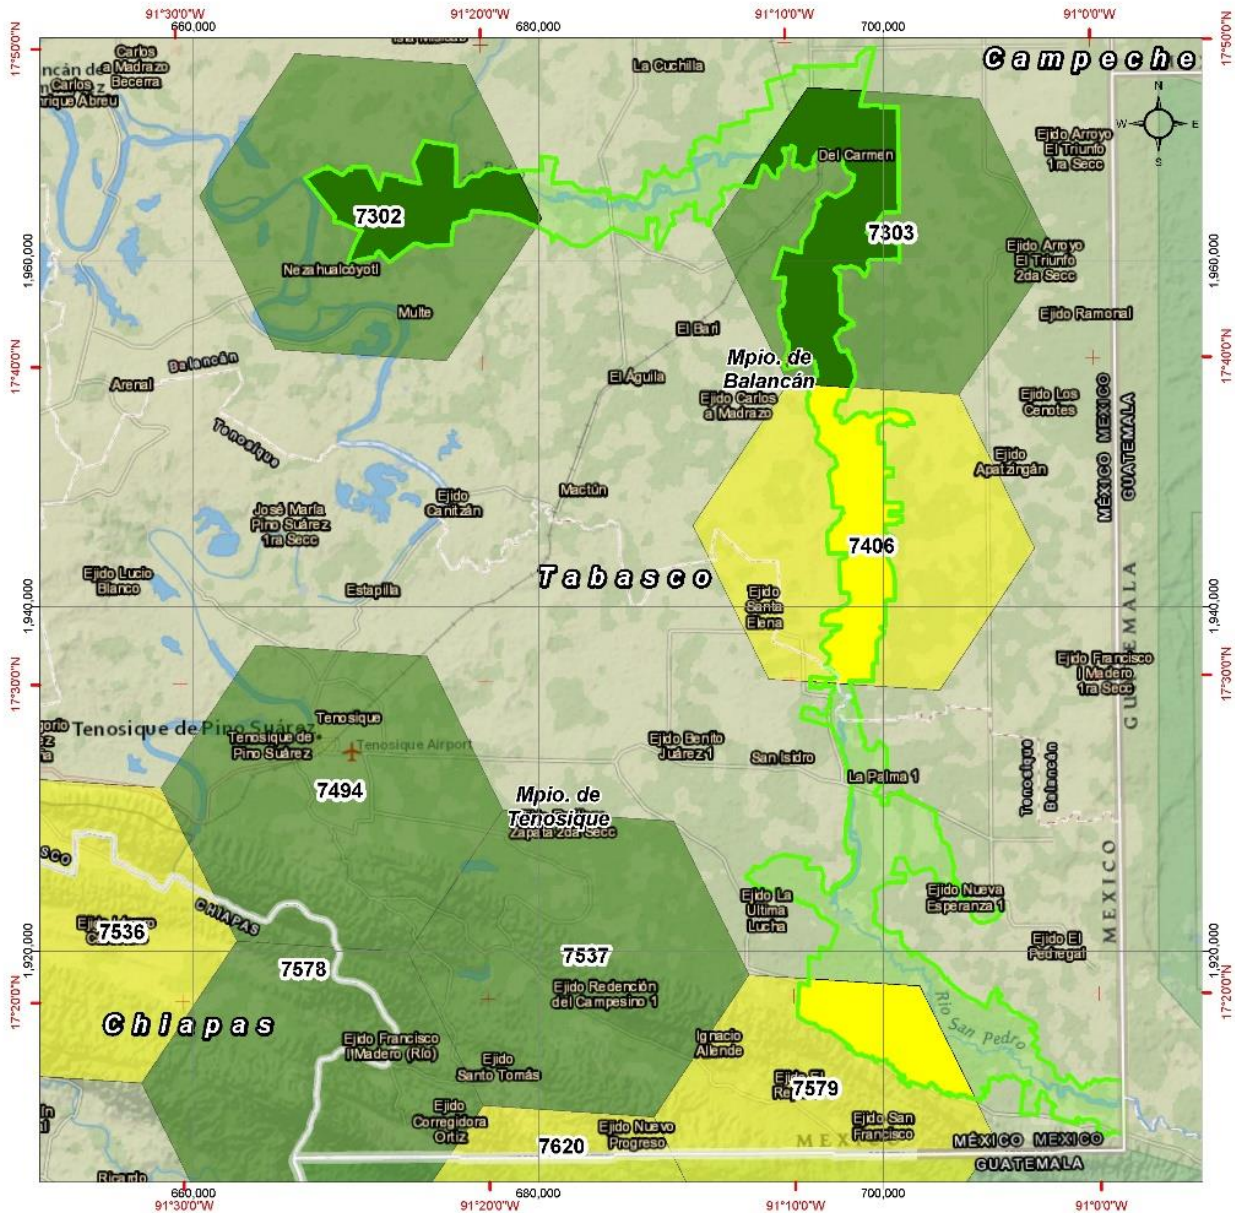 91°30'0"W
91°20'0"W
91°10'0"W
91°0'0"W
660,000
680,000
700,000
17°50'0"N
17°50'0"N
Campeche
Carlos
a Madrazo
Becerra
ncán de
Carlos
rique Abreu
La Cuchilla
N
W
E
S
Ejido Arroyo
El Triunfo
1ra Secc
Del Carmen
7302
7303
Nezahualcóyotl
Ejido Arroyo
El Triunfo
2da Secc
1,960,000
1,960,000
Multe
El Barí
Ejido Ramonal
17°40'0"N
17°40'0"N
Balancán
Arenal
El Águila
Mpio. de
Balancán
Ejido Carlos
a Madrazo
Ejido Los
Cenotes
MÉXICO MEXICO
GUATEMALA
Tenosique
Ejido
Apatzingán
José María
Pino Suárez
1ra Secc
Ejido
Canitzán
Mactún
7406
Ejido Lucio
Blanco
Estapilla
Tabasco
Ejido
Santa
Elena
1,940,000
1,940,000
GUATEMALA
Ejido Francisco
I Madero
1ra Secc
17°30'0"N
17°30'0"N
Tenosique de Pino Suárez
Tenosique
Tenosique de
Pino Suárez
Tenosique Airport
Ejido Benito
Juárez 1
San Isidro
La Palma 1
Tenosique
Balancán
7494
Mpio. de
Tenosique
Zapata 2da Secc
SCO
CHIAPAS
Ejido La
Ultima
Lucha
Ejido Nueva
Esperanza 1
MEXICO
7536
7537
7578
Ejido El
Pedregal
1,920,000
1,920,000
17°20'0"N
17°20'0"N
Ejido Redención
del Campesino 1
Río San Pedro
Chiapas
Ejido Francisco
I Madero (Río)
Ejido
Santo Tomás
Ignacio
Allende
7579
Ejido
Corregidora
Ortiz
Ejido Nuevo
Progreso
Ejido San
Francisco
7620
MEXICO
MÉXICO MEXICO
GUATEMALA
Ricardo
660,000
680,000
700,000
91°30'0"W
91°20'0"W
91°10'0"W
91°0'0"W